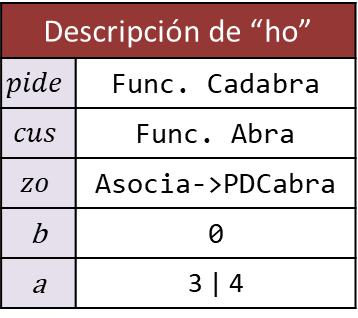 Descripción de “ho”
pide Func. Cadabra
cus Func. Abra
zo Asocia->PDCabra
b 0
a 3|4